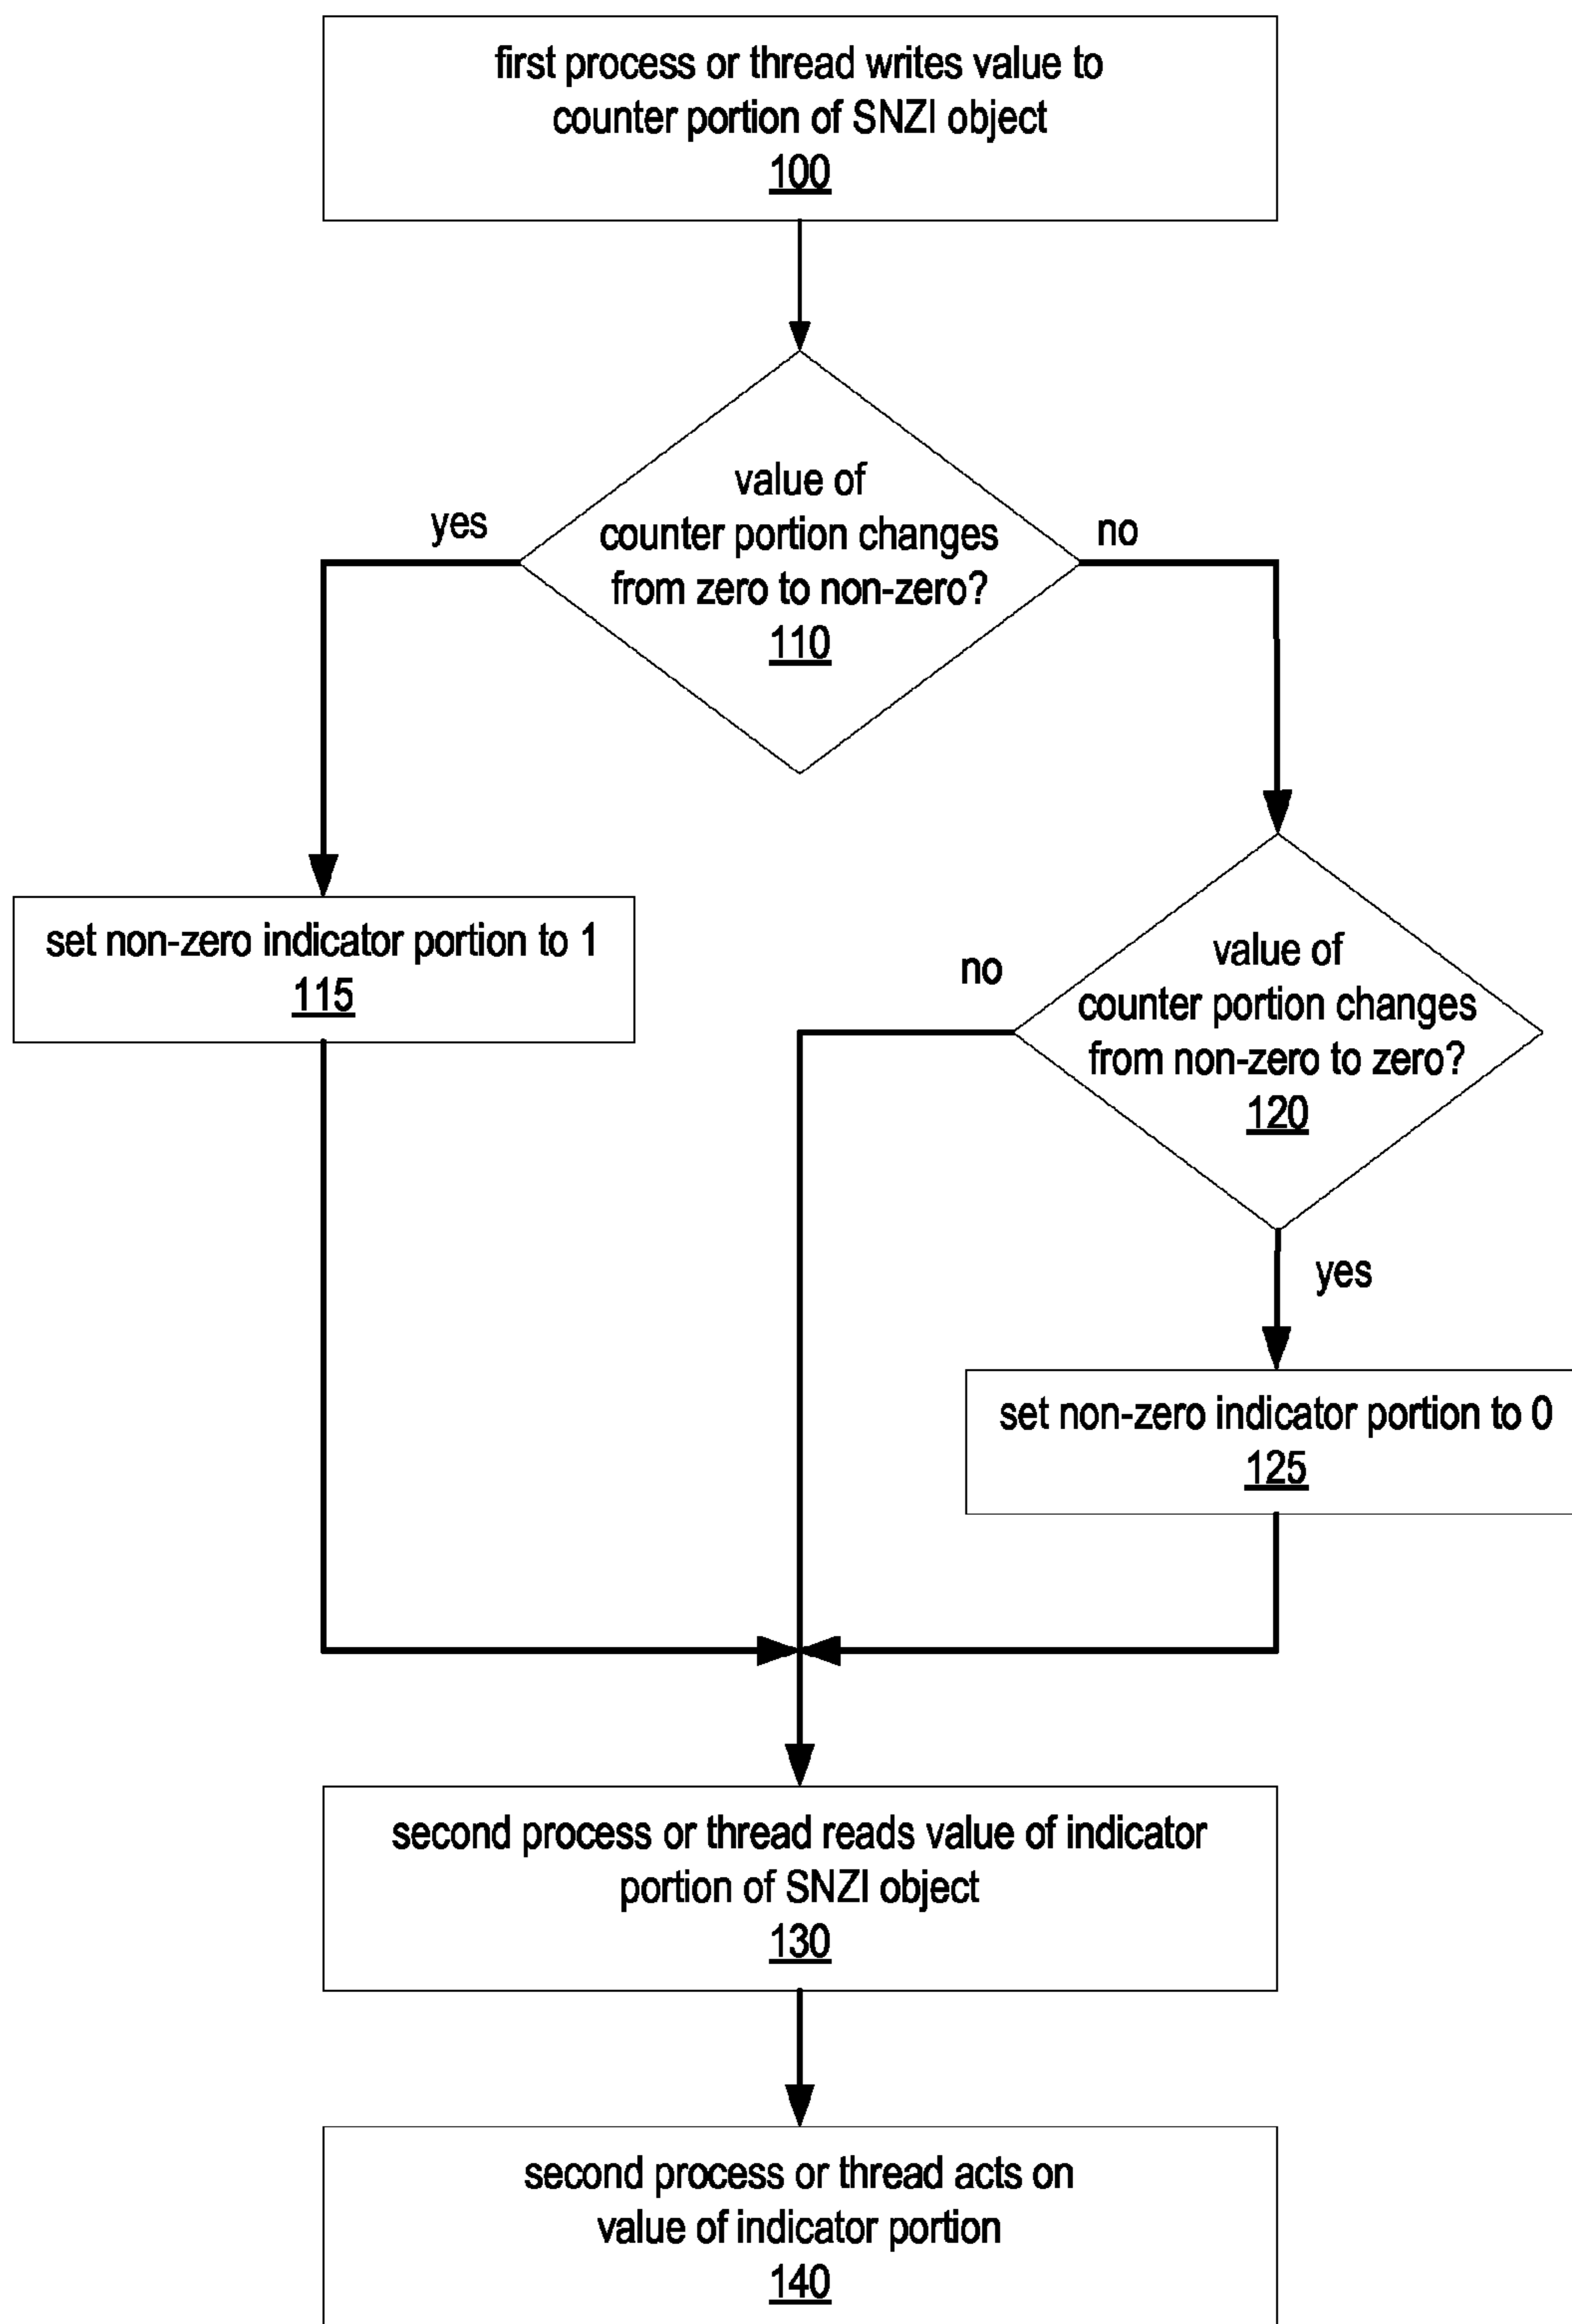 first process or thread writes value to
counter portion of SNZI object
100
value of
counter portion changes
from zero to non-zero?
110
yes
no
set non-zero indicator portion to 1
115
value of
counter portion changes
from non-zero to zero?
120
no
yes
set non-zero indicator portion to 0
125
second process or thread reads value of indicator
portion of SNZI object
130
second process or thread acts on
value of indicator portion
140